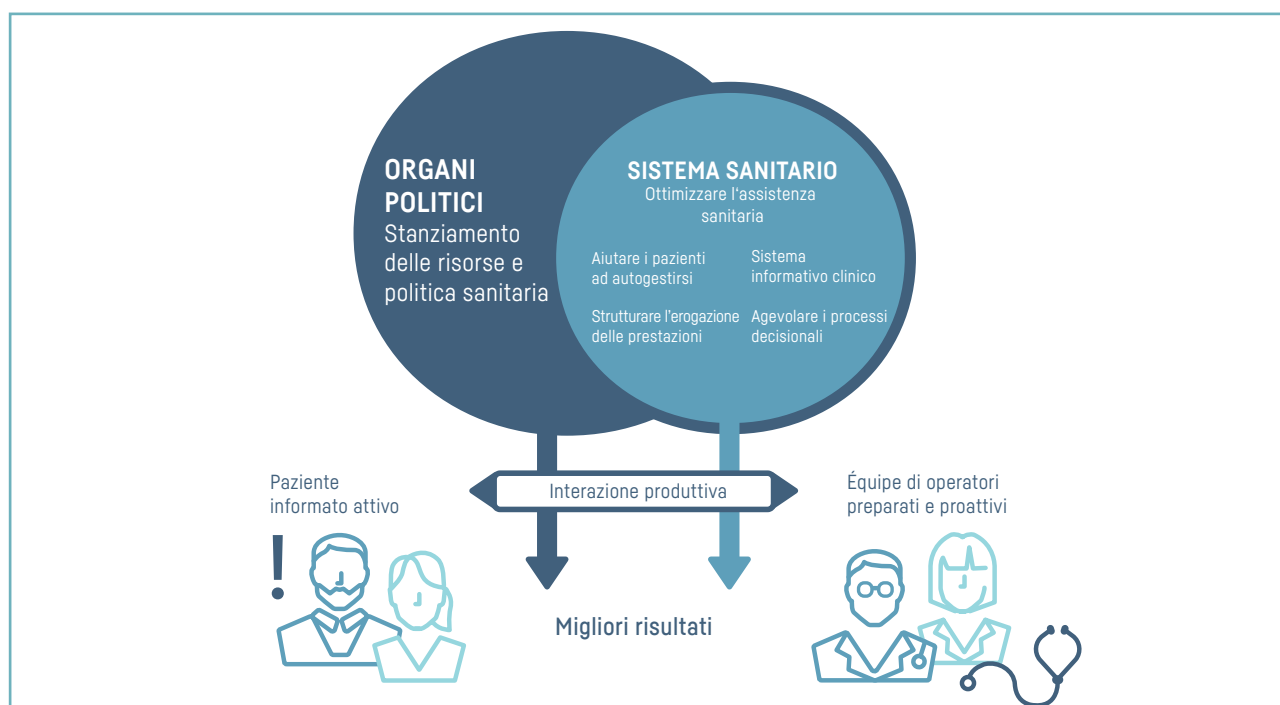 ORGANI
POLITICI
Stanziamento
delle risorse e
politica sanitaria
SISTEMA SANITARIO
Ottimizzare l'assistenza
sanitaria
Aiutare i pazienti
ad autogestirsi
Sistema
informativo clinico
Strutturare l'erogazione
delle prestazioni
Agevolare i processi
decisionali
Paziente
informato attivo
Interazione produttiva
Équipe di operatori
preparati e proattivi
!
Migliori risultati